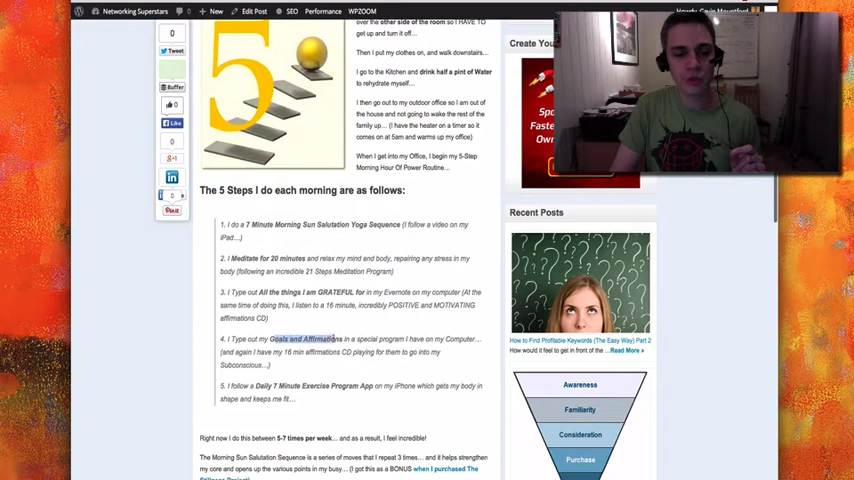 Networking Superstars
0
New
Edit Post
SEO
Performance
WPZOOM
0
Tweet
Buffer
0
Like
0
+1
0
Pin it
5
over the other side of the room so I HAVE TO
get up and turn it off…
Then I put my clothes on, and walk downstairs…
I go to the Kitchen and drink half a pint of Water
to rehydrate myself…
I then go out to my outdoor office so I am out of
the house and not going to wake the rest of the
family up… (I have the heater on a timer so it
comes on at 5am and warms up my office)
When I get into my Office, I begin my 5-Step
Morning Hour Of Power Routine…
The 5 Steps I do each morning are as follows:
1. I do a 7 Minute Morning Sun Salutation Yoga Sequence (I follow a video on my
iPad…)
2. I Meditate for 20 minutes and relax my mind and body, repairing any stress in my
body (following an incredible 21 Steps Meditation Program)
3. I Type out All the things I am GRATEFUL for in my Evernote on my computer (At the
same time of doing this, I listen to a 16 minute, incredibly POSITIVE and MOTIVATING
affirmations CD)
4. I Type out my Goals and Affirmations in a special program I have on my Computer…
(and again I have my 16 min affirmations CD playing for them to go into my
Subconscious…)
5. I follow a Daily 7 Minute Exercise Program App on my iPhone which gets my body in
shape and keeps me fit…
Right now I do this between 5-7 times per week… and as a result, I feel incredible!
The Morning Sun Salutation Sequence is a series of moves that I repeat 3 times… and it helps strengthen
my core and opens up the various points in my busy… (I got this as a BONUS when I purchased The
Stillness Project)
Create You
Spo
Faste
Own
Recent Posts
How to Find Profitable Keywords (The Easy Way) Part 2
How would it feel to get in front of the … Read More
Awareness
Familiarity
Consideration
Purchase